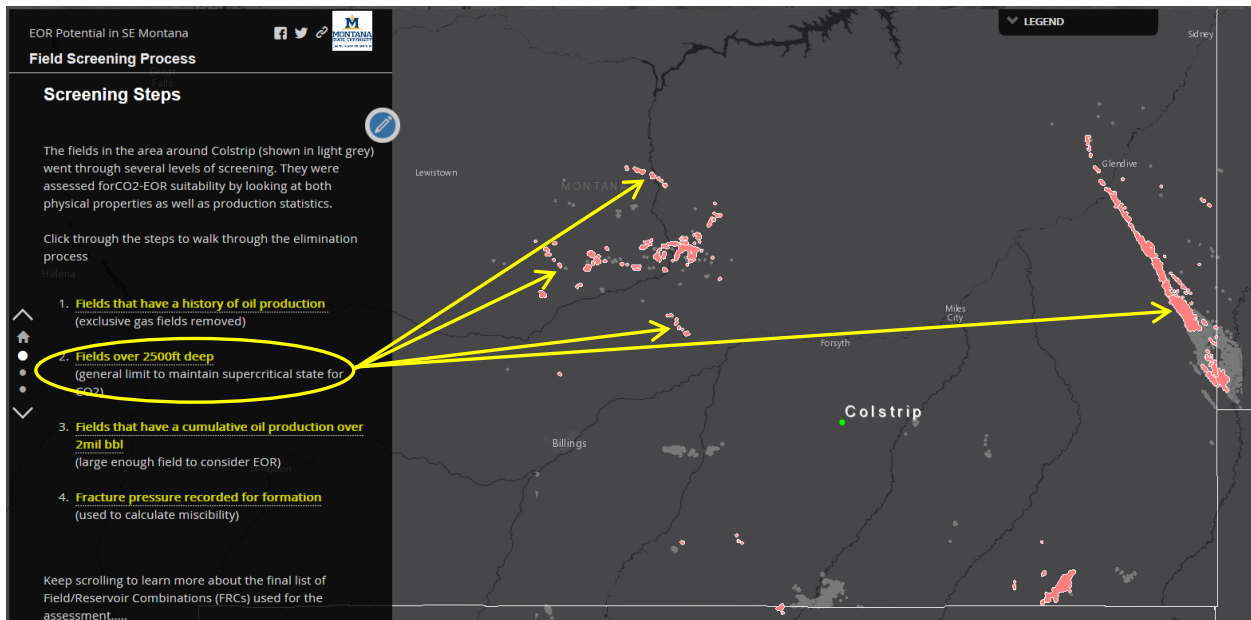 EOR Potential in SE Montana
M
MONTANA
STATE UNIVERSITY
Field Screening Process
Screening Steps
The fields in the area around Colstrip (shown in light grey)
went through several levels of screening. They were
assessed forCO2-EOR suitability by looking at both
physical properties as well as production statistics.
Click through the steps to walk through the elimination
process
Helena
1. Fields that have a history of oil production
(exclusive gas fields removed)
2. Fields over 2500ft deep
(general limit to maintain supercritical state for
CO2)
3. Fields that have a cumulative oil production over
2mil bbl
(large enough field to consider EOR)
4. Fracture pressure recorded for formation
(used to calculate miscibility)
Keep scrolling to learn more about the final list of
Field/Reservoir Combinations (FRCs) used for the
assessment.....
LEGEND
Sidney
Lewistown
MONTANA
Glendive
Miles
City
Forsyth
Colstrip
Billings